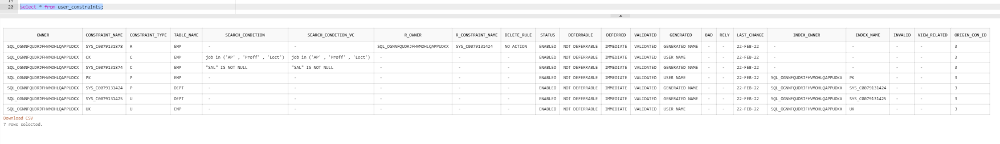 19
20 select * from user_constraints;
OWNER CONSTRAINT_NAME CONSTRAINT_TYPE TABLE_NAME SEARCH_CONDITION SEARCH_CONDITION_VC R_OWNER R_CONSTRAINT_NAME DELETE_RULE STATUS DEFERRABLE DEFERRED VALIDATED GENERATED BAD RELY LAST_CHANGE INDEX_OWNER INDEX_NAME INVALID VIEW_RELATED ORIGIN_CON_ID
SQL_OGNNFQUDRJFHVMOHLQAPPUDKX SYS_C0079131878 R EMP - - SQL_OGNNFQUDRJFHVMOHLQAPPUDKX SYS_C0079131424 NO ACTION ENABLED NOT DEFERRABLE IMMEDIATE VALIDATED GENERATED NAME - - 22-FEB-22 - - - - 3
SQL_OGNNFQUDRJFHVMOHLQAPPUDKX CK C EMP job in ('AP' , 'Proff' , 'Lect') job in ('AP' , 'Proff' , 'Lect') - - - ENABLED NOT DEFERRABLE IMMEDIATE VALIDATED USER NAME - - 22-FEB-22 - - - - 3
SQL_OGNNFQUDRJFHVMOHLQAPPUDKX SYS_C0079131874 C EMP "SAL" IS NOT NULL "SAL" IS NOT NULL - - - ENABLED NOT DEFERRABLE IMMEDIATE VALIDATED GENERATED NAME - - 22-FEB-22 - - - - 3
SQL_OGNNFQUDRJFHVMOHLQAPPUDKX PK P EMP - - - - - ENABLED NOT DEFERRABLE IMMEDIATE VALIDATED USER NAME - - 22-FEB-22 SQL_OGNNFQUDRJFHVMOHLQAPPUDKX PK - - 3
SQL_OGNNFQUDRJFHVMOHLQAPPUDKX SYS_C0079131424 P DEPT - - - - - ENABLED NOT DEFERRABLE IMMEDIATE VALIDATED GENERATED NAME - - 22-FEB-22 SQL_OGNNFQUDRJFHVMOHLQAPPUDKX SYS_C0079131424 - - 3
SQL_OGNNFQUDRJFHVMOHLQAPPUDKX SYS_C0079131425 U DEPT - - - - - ENABLED NOT DEFERRABLE IMMEDIATE VALIDATED GENERATED NAME - - 22-FEB-22 SQL_OGNNFQUDRJFHVMOHLQAPPUDKX SYS_C0079131425 - - 3
SQL_OGNNFQUDRJFHVMOHLQAPPUDKX UK U EMP - - - - - ENABLED NOT DEFERRABLE IMMEDIATE VALIDATED USER NAME - - 22-FEB-22 SQL_OGNNFQUDRJFHVMOHLQAPPUDKX UK - - 3
Download CSV
7 rows selected.